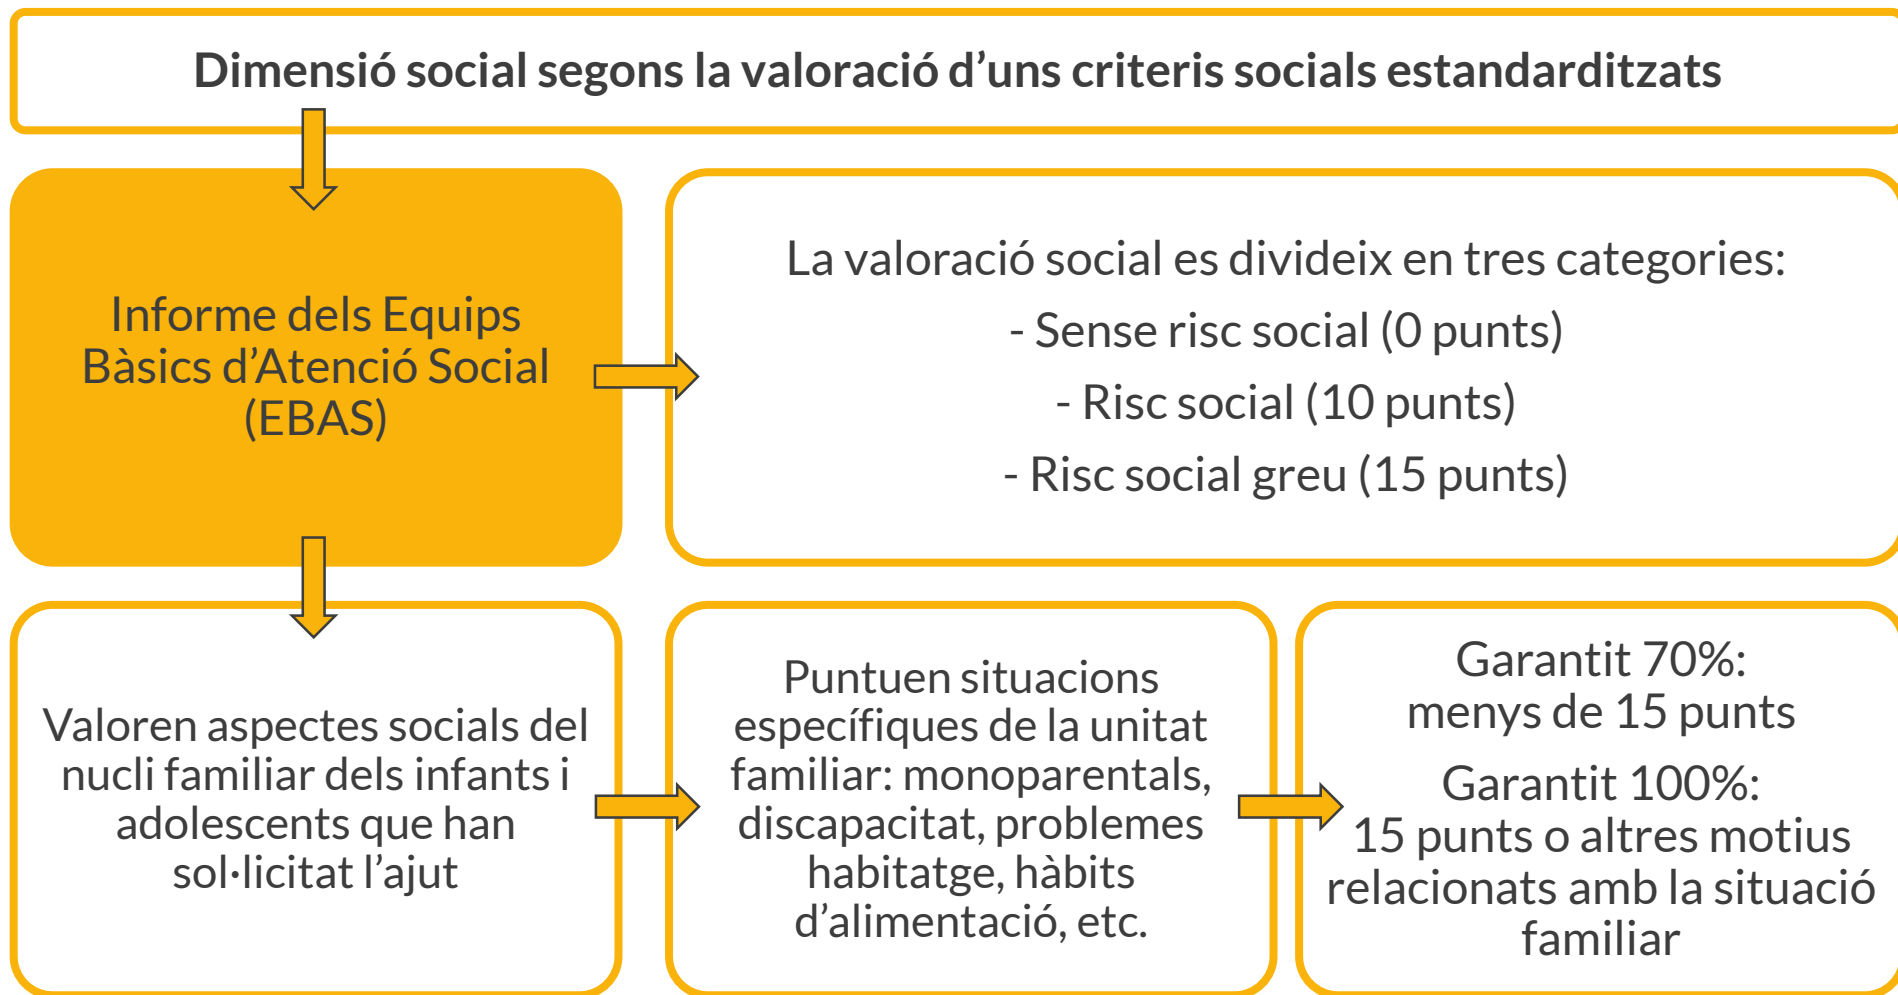 Dimensió social segons la valoració d’uns criteris socials estandarditzats
Informe dels Equips
Bàsics d’Atenció Social
(EBAS)
La valoració social es divideix en tres categories:
- Sense risc social (0 punts)
- Risc social (10 punts)
- Risc social greu (15 punts)
Valoren aspectes socials del
nucli familiar dels infants i
adolescents que han
sol·licitat l’ajut
Puntuen situacions
específiques de la unitat
familiar: monoparentals,
discapacitat, problemes
habitatge, hàbits
d’alimentació, etc.
Garantit 70%:
menys de 15 punts
Garantit 100%:
15 punts o altres motius
relacionats amb la situació
familiar